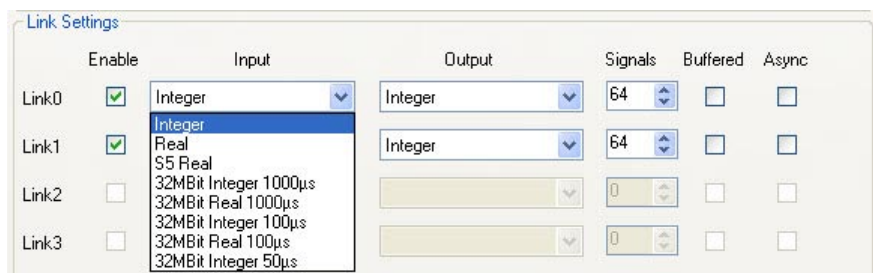 Link Settings
Enable Input Output Signals Buffered Async
Link0 Integer Integer 64
Integer
Real
S5 Real
32MBit Integer 1000µs
32MBit Real 1000µs
32MBit Integer 100µs
32MBit Real 100µs
32MBit Integer 50µs
Link1 Integer 64
Link2 0
Link3 0